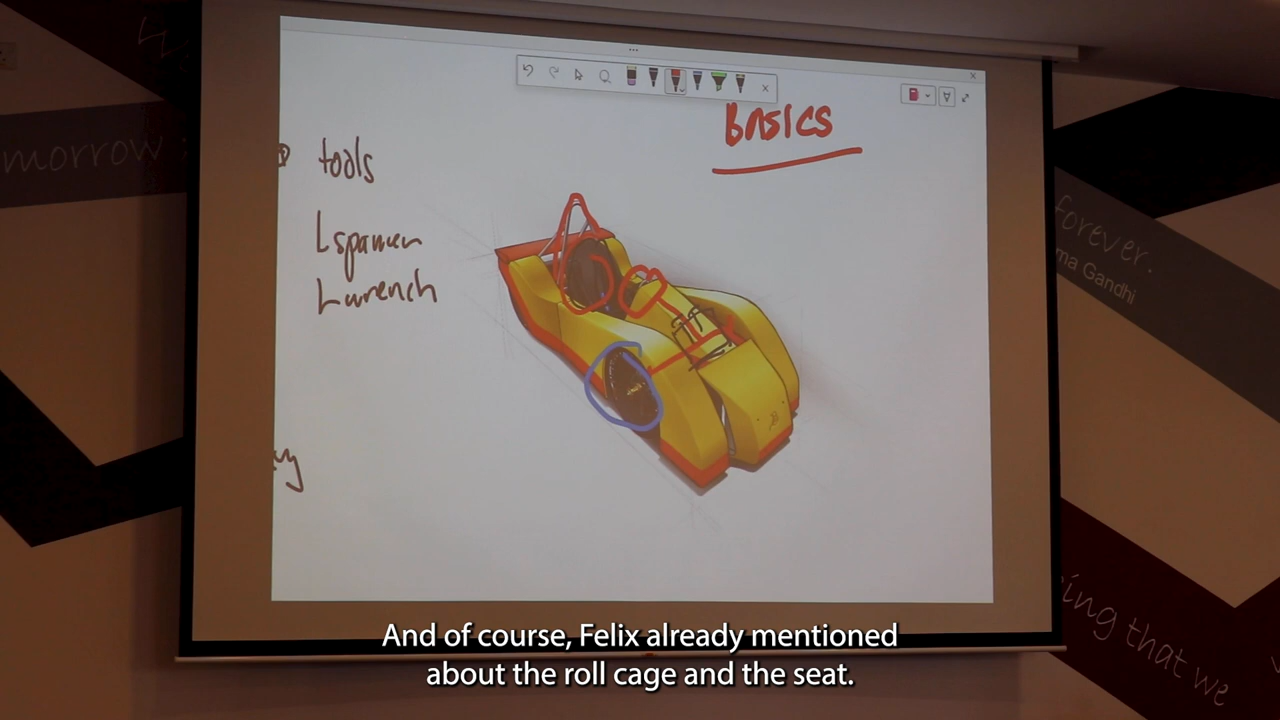 morrow
Basics
tools
Lspanner
Lwrench
forever.
ma Gandhi
ing that we
And of course, Felix already mentioned
about the roll cage and the seat.